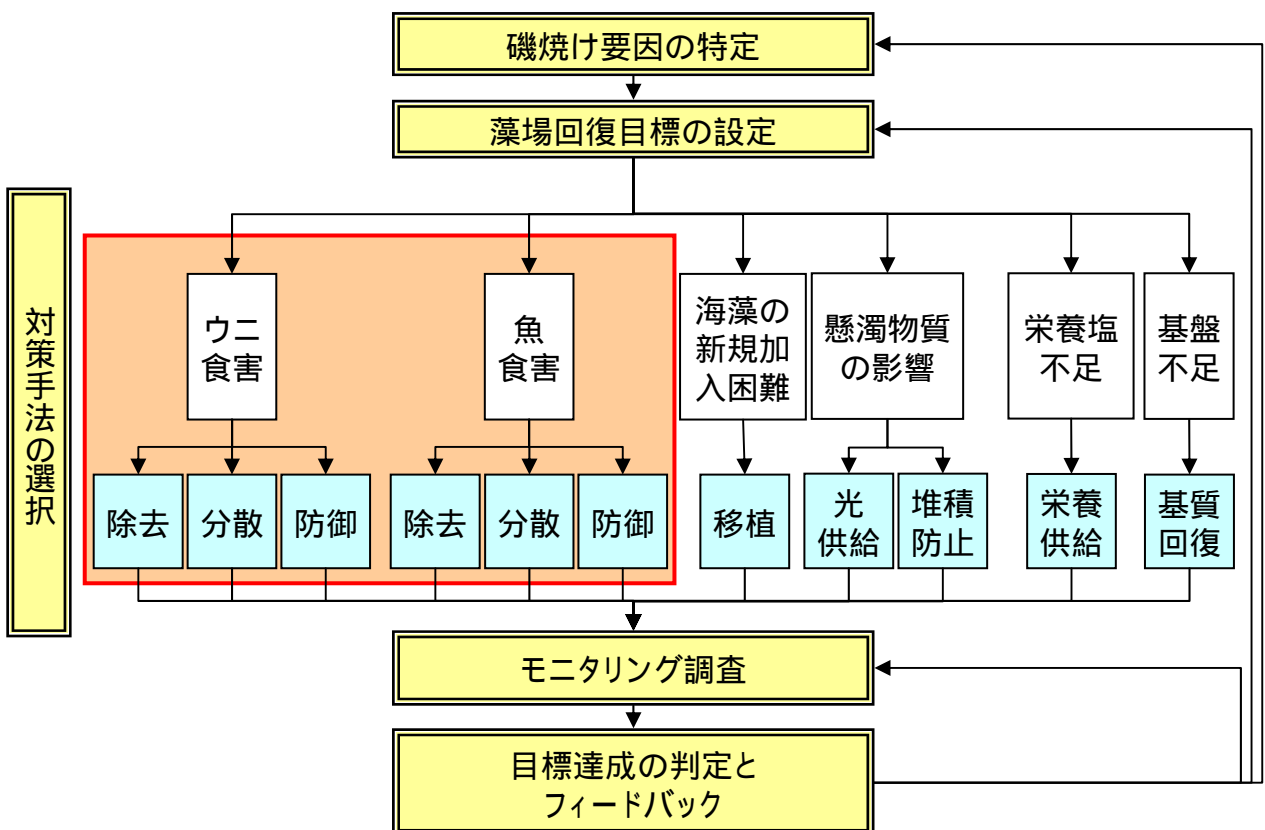 磯焼け要因の特定
藻場回復目標の設定
対策手法の選択
ウニ
食害
魚
食害
海藻の
新規加
入困難
懸濁物質
の影響
栄養塩
不足
基盤
不足
除去
分散
防御
除去
分散
防御
移植
光
供給
堆積
防止
栄養
供給
基質
回復
モニタリング調査
目標達成の判定と
フィードバック